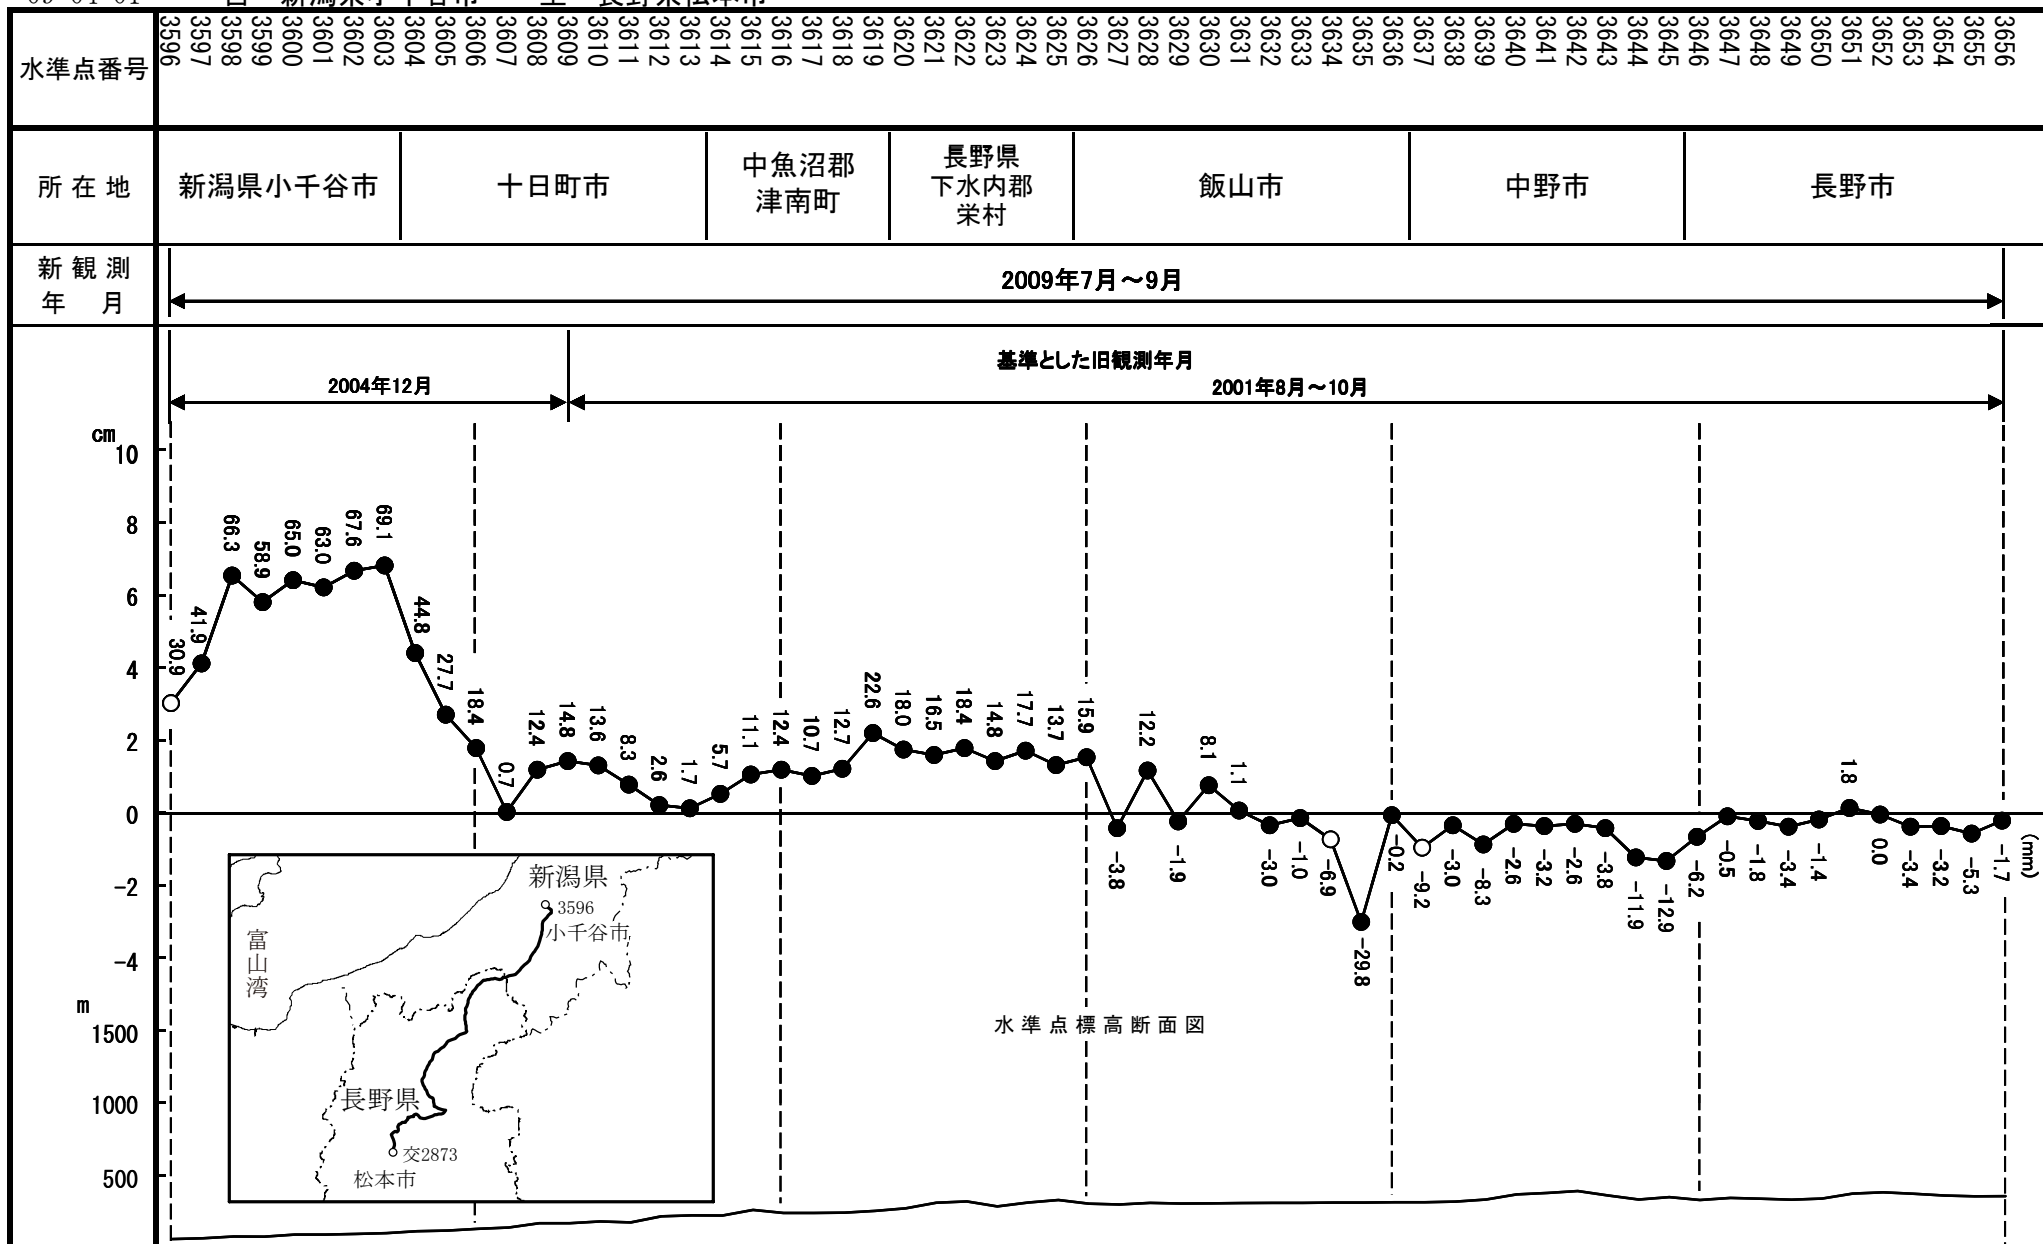 水準点番号
3596 3597 3598 3599 3600 3601 3602 3603 3604 3605 3606 3607 3608 3609 3610 3611 3612 3613 3614 3615 3616 3617 3618 3619 3620 3621 3622 3623 3624 3625 3626 3627 3628 3629 3630 3631 3632 3633 3634 3635 3636 3637 3638 3639 3640 3641 3642 3643 3644 3645 3646 3647 3648 3649 3650 3651 3652 3653 3654 3655 3656
所在地
新潟県小千谷市
十日町市
中魚沼郡
津南町
長野県
下水内郡
栄村
飯山市
中野市
長野市
新観測
年 月
2009年7月～9月
基準とした旧観測年月
2004年12月
2001年8月～10月
cm
10
8
6
4
2
0
-2
-4
30.9 41.9 66.3 58.9 65.0 63.0 67.6 69.1 44.8 27.7 18.4 0.7 12.4 14.8 13.6 8.3 2.6 1.7 5.7 11.1 12.4 10.7 12.7 22.6 18.0 16.5 18.4 14.8 17.7 13.7 15.9 -3.8 12.2 -1.9 8.1 1.1 -3.0 -1.0 -6.9 -29.8 -0.2 -9.2 -3.0 -8.3 -2.6 -3.2 -2.6 -3.8 -11.9 -12.9 -6.2 -0.5 -1.8 -3.4 -1.4 1.8 0.0 -3.4 -3.2 -5.3 -1.7
(mm)
m
1500
1000
500
水準点標高断面図
新潟県
3596
小千谷市
富山湾
長野県
交2873
松本市